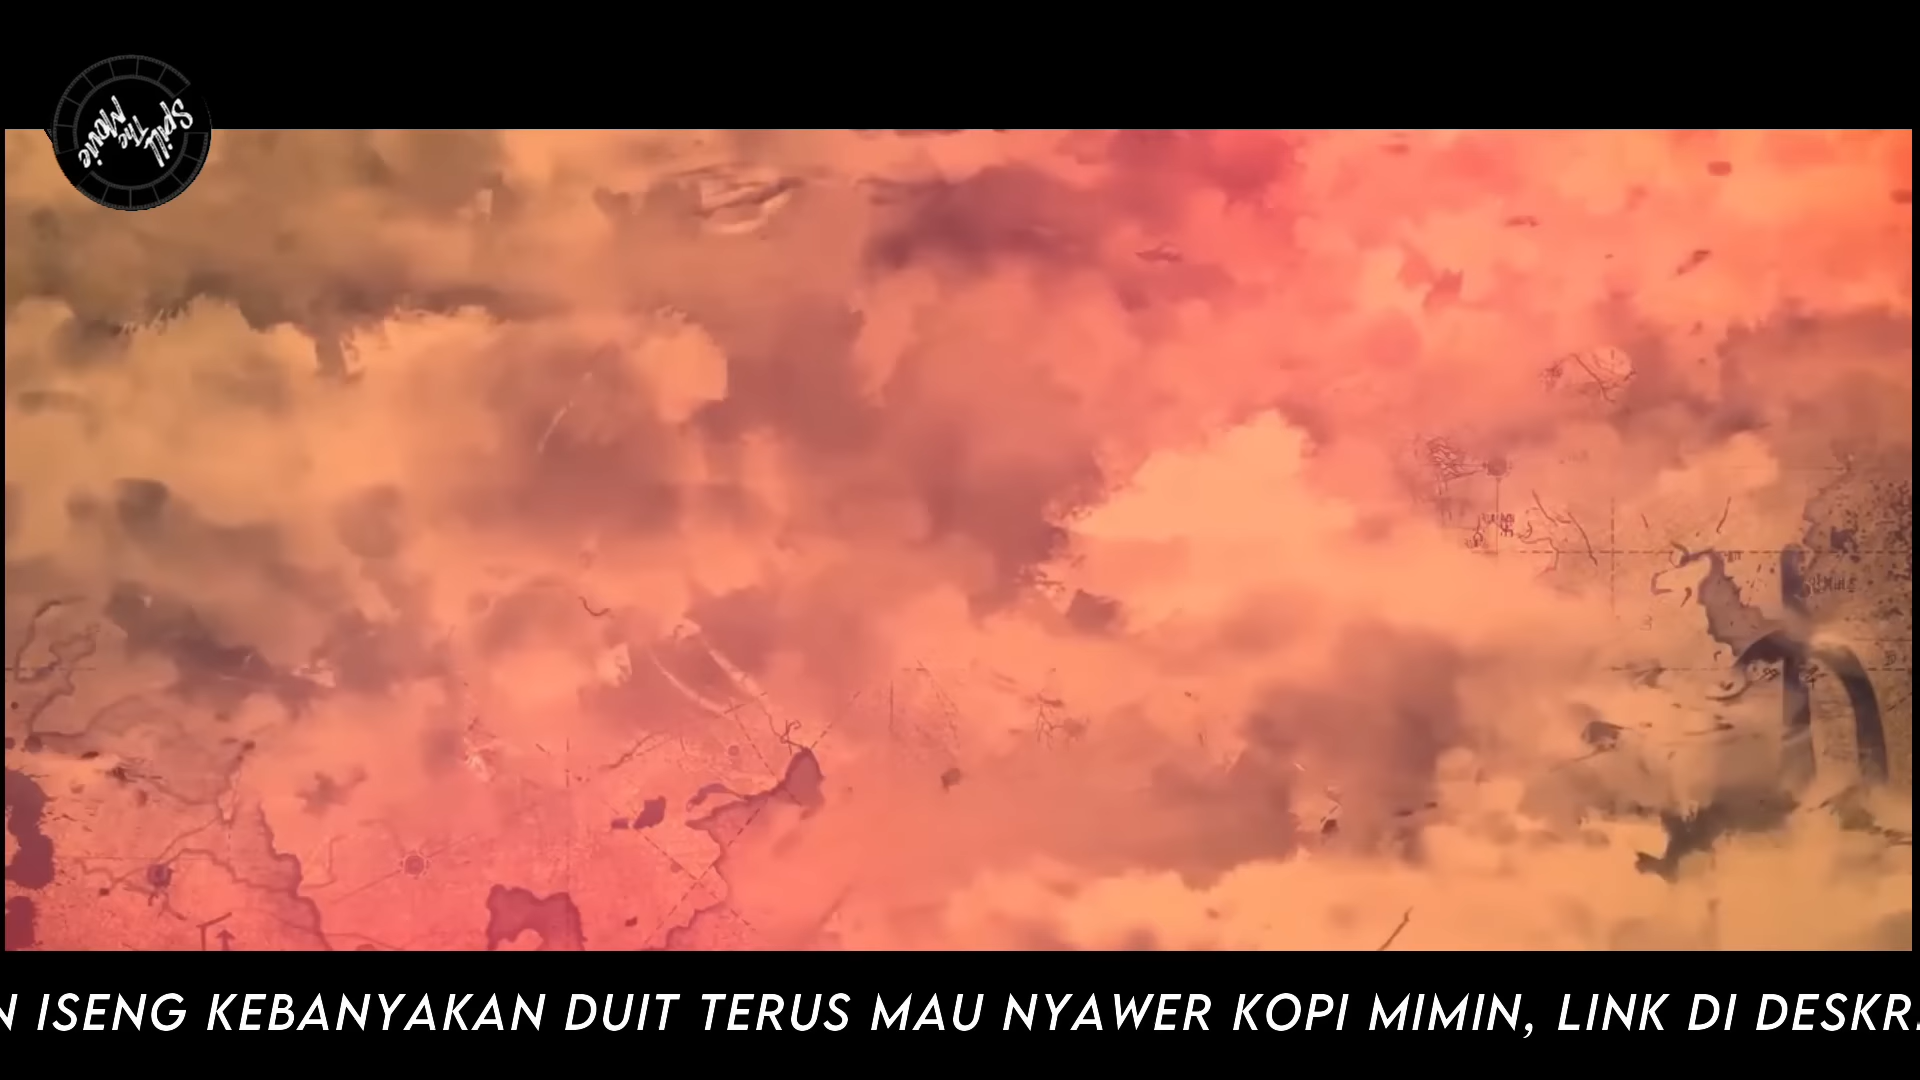 Spill
The
Movie
N ISENG KEBANYAKAN DUIT TERUS MAU NYAWER KOPI MIMIN, LINK DI DESKR